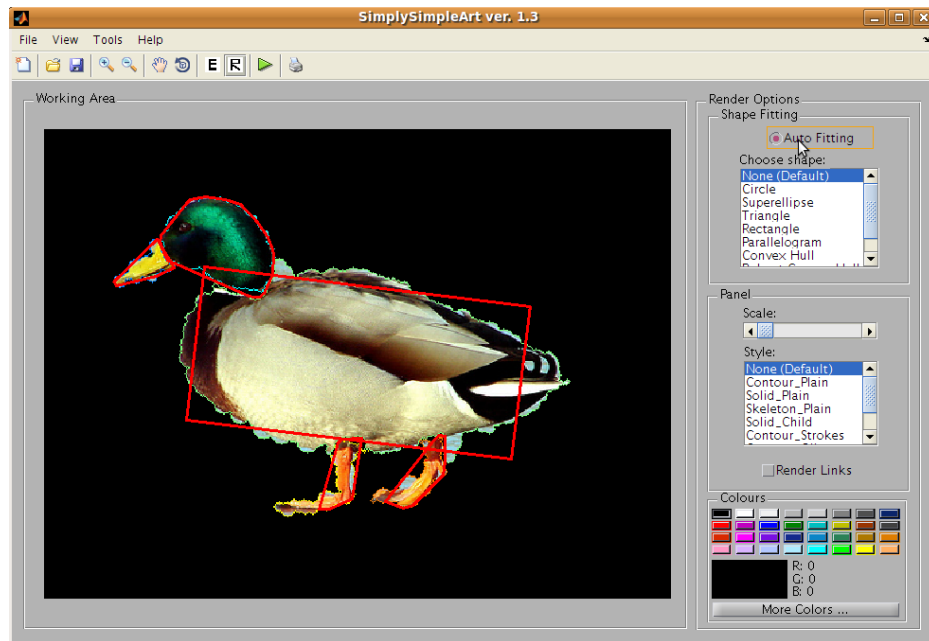 SimplySimpleArt ver. 1.3
File View Tools Help
E R
Working Area
Render Options
Shape Fitting
Auto Fitting
Choose shape:
None (Default)
Circle
Superellipse
Triangle
Rectangle
Parallelogram
Convex Hull
Panel
Scale:
Style:
None (Default)
Contour_Plain
Solid_Plain
Skeleton_Plain
Solid_Child
Contour_Strokes
Render Links
Colours
R: 0
G: 0
B: 0
More Colors ...